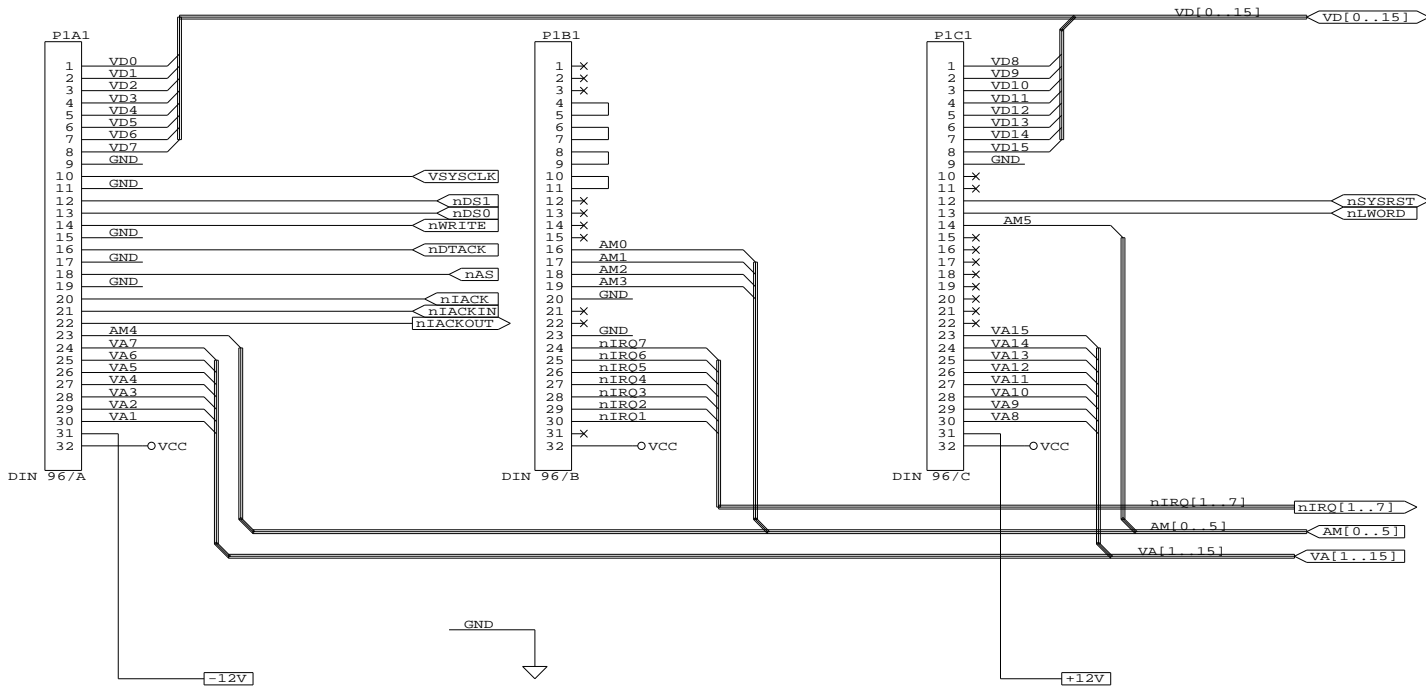 VD[0..15] VD[0..15]
P1A1 P1B1 P1C1
1 VD0 1 1 VD8
2 VD1 2 2 VD9
3 VD2 3 3 VD10
4 VD3 4 4 VD11
5 VD4 5 5 VD12
6 VD5 6 6 VD13
7 VD6 7 7 VD14
8 VD7 8 8 VD15
9 GND 9 9 GND
10 VSYSCLK 10 10
11 GND 11 11
12 nDS1 12 12 nSYSRST
13 nDS0 13 13 nLWORD
14 nWRITE 14 14 AM5
15 GND 15 15
16 nDTACK 16 AM0 16
17 GND 17 AM1 17
18 nAS 18 AM2 18
19 GND 19 AM3 19
20 nIACK 20 GND 20
21 nIACKIN 21 21
22 nIACKOUT 22 22
23 AM4 23 GND 23 VA15
24 VA7 24 nIRQ7 24 VA14
25 VA6 25 nIRQ6 25 VA13
26 VA5 26 nIRQ5 26 VA12
27 VA4 27 nIRQ4 27 VA11
28 VA3 28 nIRQ3 28 VA10
29 VA2 29 nIRQ2 29 VA9
30 VA1 30 nIRQ1 30 VA8
31 31 31
32 VCC 32 VCC 32 VCC
DIN 96/A DIN 96/B DIN 96/C
nIRQ[1..7] nIRQ[1..7]
AM[0..5] AM[0..5]
VA[1..15] VA[1..15]
GND
-12V +12V